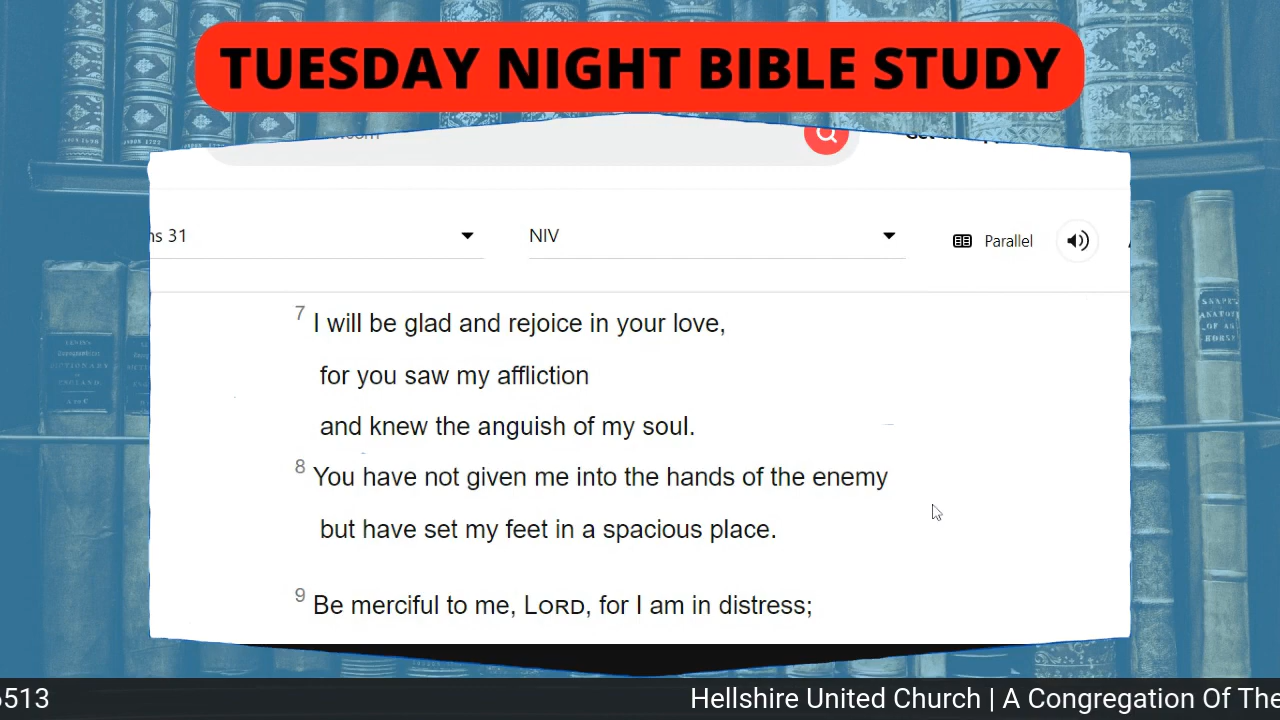 TUESDAY NIGHT BIBLE STUDY
ns 31
NIV
Parallel
7 I will be glad and rejoice in your love,
for you saw my affliction
and knew the anguish of my soul.
8 You have not given me into the hands of the enemy
but have set my feet in a spacious place.
9 Be merciful to me, LORD, for I am in distress;
6513
Hellshire United Church | A Congregation Of The